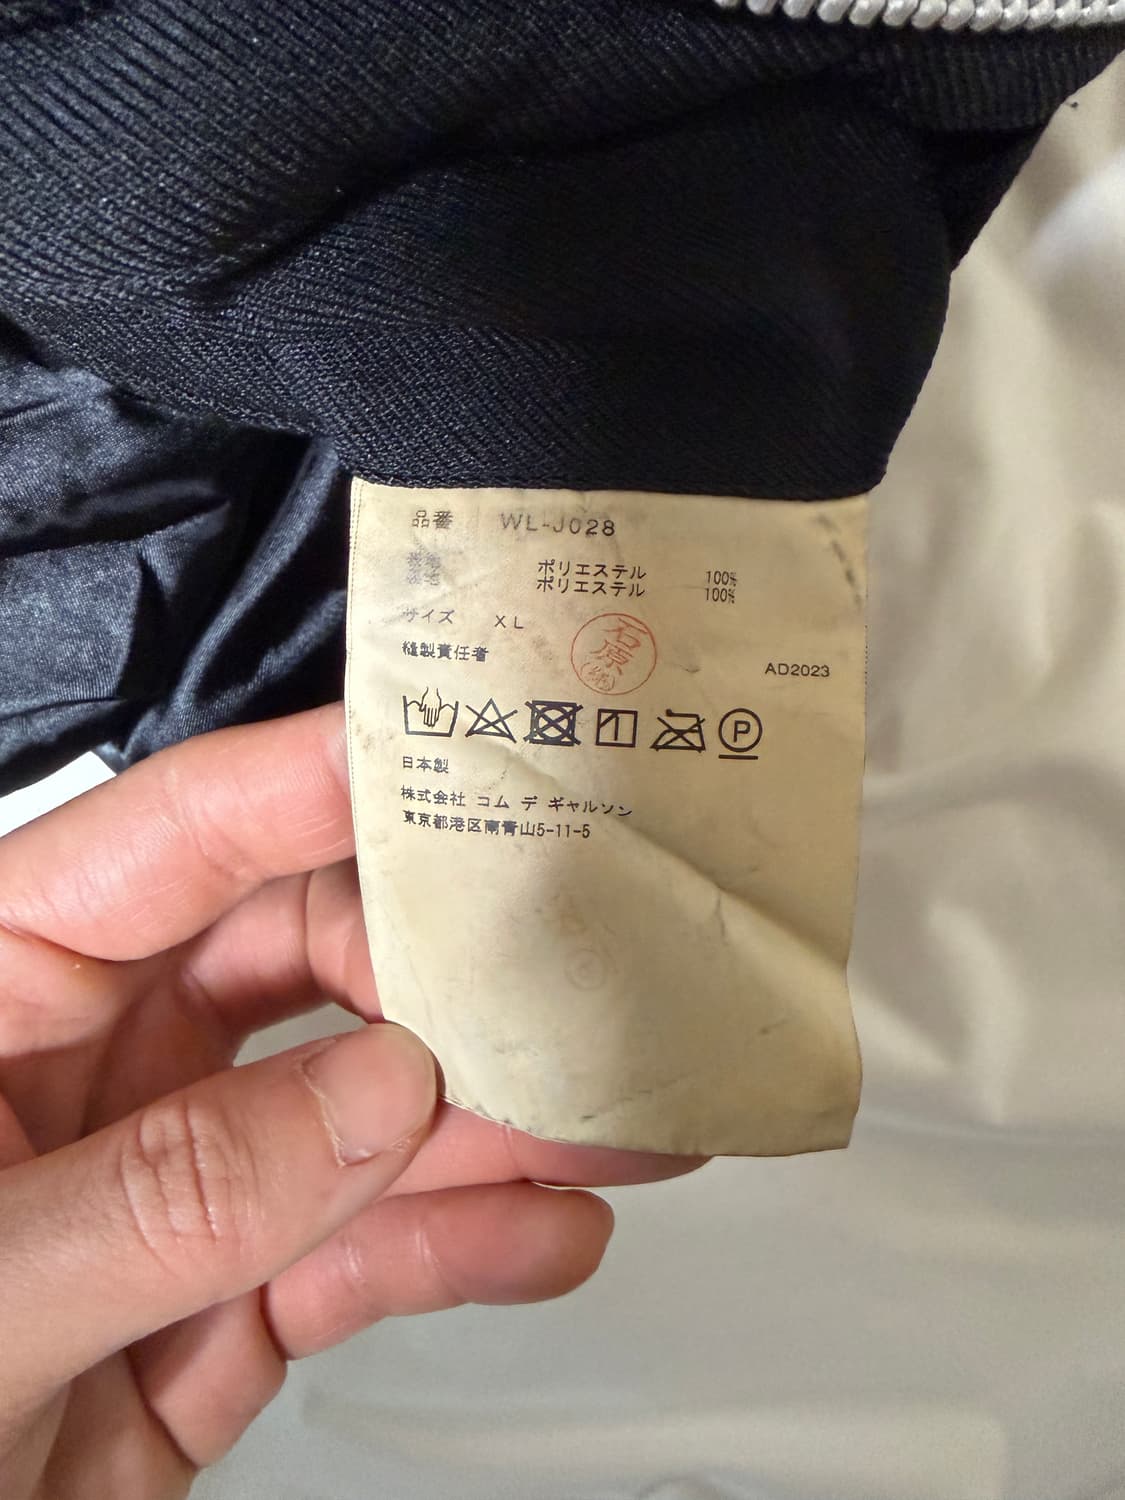 品番 WL-J028
表地 ポリエステル 100%
裏地 ポリエステル 100%
サイズ XL
石原
縫製責任者
AD2023
P
日本製
株式会社 コム デ ギャルソン
東京都港区南青山5-11-5